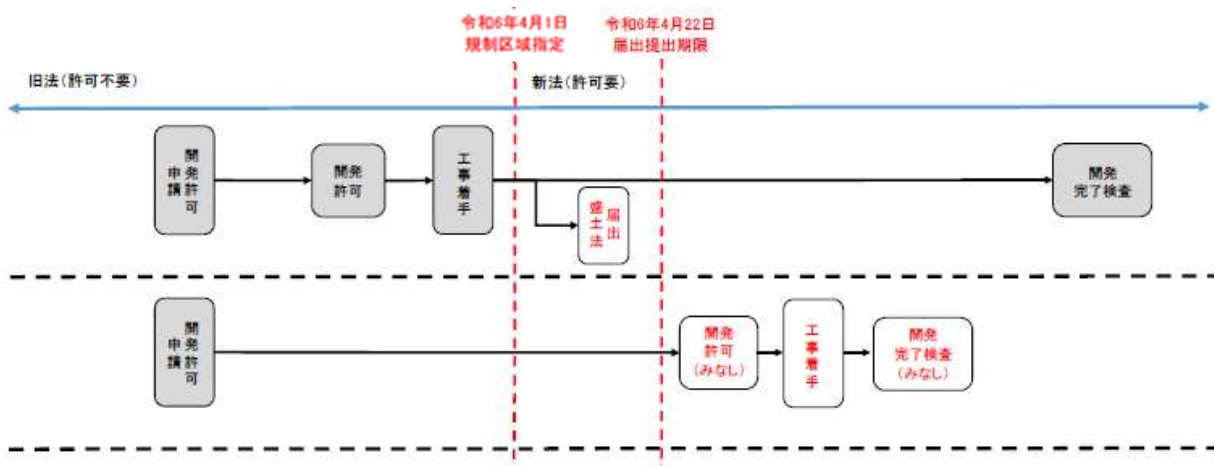 令和6年4月1日
規制区域指定
令和6年4月22日
届出提出期限
旧法(許可不要)
新法(許可要)
開発許可
申請
開発
許可
工事着手
届出
盛土法
開発
完了検査
開発許可
申請
開発
許可
(みなし)
工事着手
開発
完了検査
(みなし)